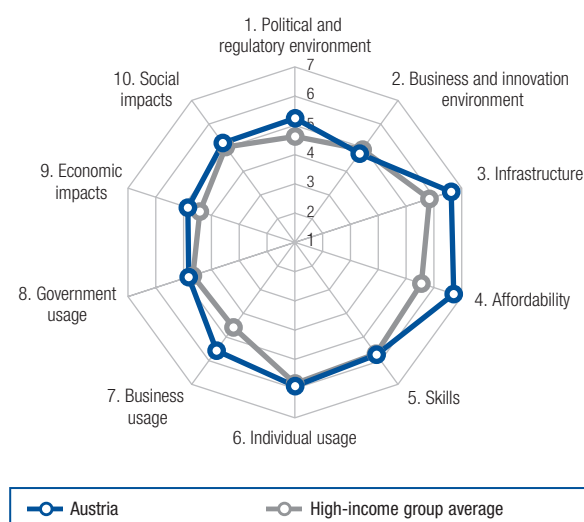 1. Political and
regulatory environment
2. Business and innovation
environment
3. Infrastructure
4. Affordability
5. Skills
6. Individual usage
7. Business
usage
8. Government
usage
9. Economic
impacts
10. Social
impacts
7
6
5
4
3
2
1
Austria
High-income group average